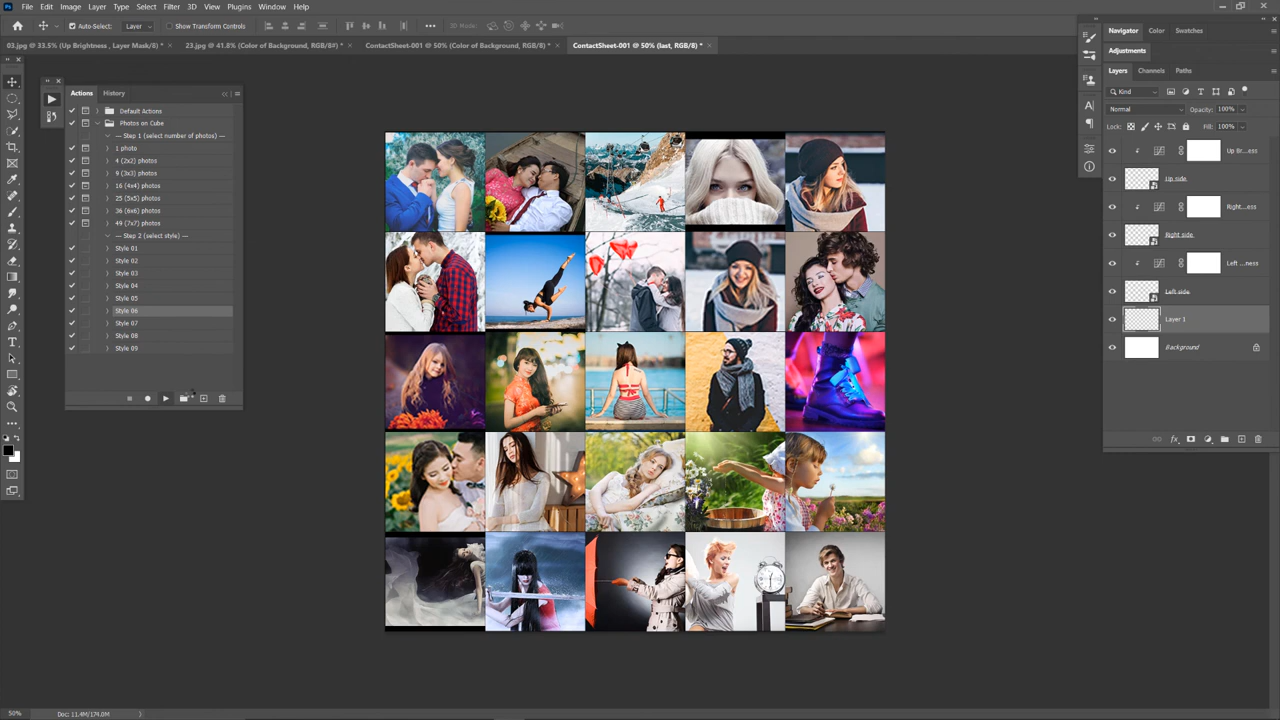 File Edit Image Layer Type Select Filter 3D View Plugins Window Help
Auto-Select: Layer Show Transform Controls 3D Mode:
03.jpg @ 33.5% (Up Brightness , Layer Mask/8) * 23.jpg @ 41.8% (Color of Background, RGB/8#) * ContactSheet-001 @ 50% (Color of Background, RGB/8) * ContactSheet-001 @ 50% (last, RGB/8) *
Actions History
Default Actions
Photos on Cube
--- Step 1 (select number of photos) ---
1 photo
4 (2x2) photos
9 (3x3) photos
16 (4x4) photos
25 (5x5) photos
36 (6x6) photos
49 (7x7) photos
--- Step 2 (select style) ---
Style 01
Style 02
Style 03
Style 04
Style 05
Style 06
Style 07
Style 08
Style 09
Navigator Color Swatches
Adjustments
Layers Channels Paths
Kind
Normal Opacity: 100%
Lock: Fill: 100%
Up Br...ess
Up side
Right...ess
Right side
Left ...ness
Left side
Layer 1
Background
50% Doc: 11.4M/174.0M